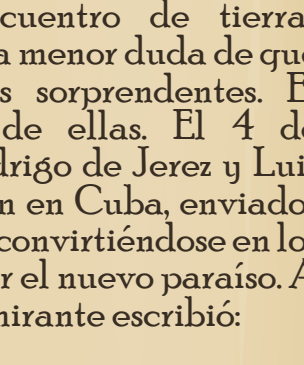 cuentro de tierra
a menor duda de que
s sorprendentes. E
de ellas. El 4 de
drigo de Jerez y Lui
n en Cuba, enviado
convirtiéndose en lo
r el nuevo paraíso. A
mirante escribió: